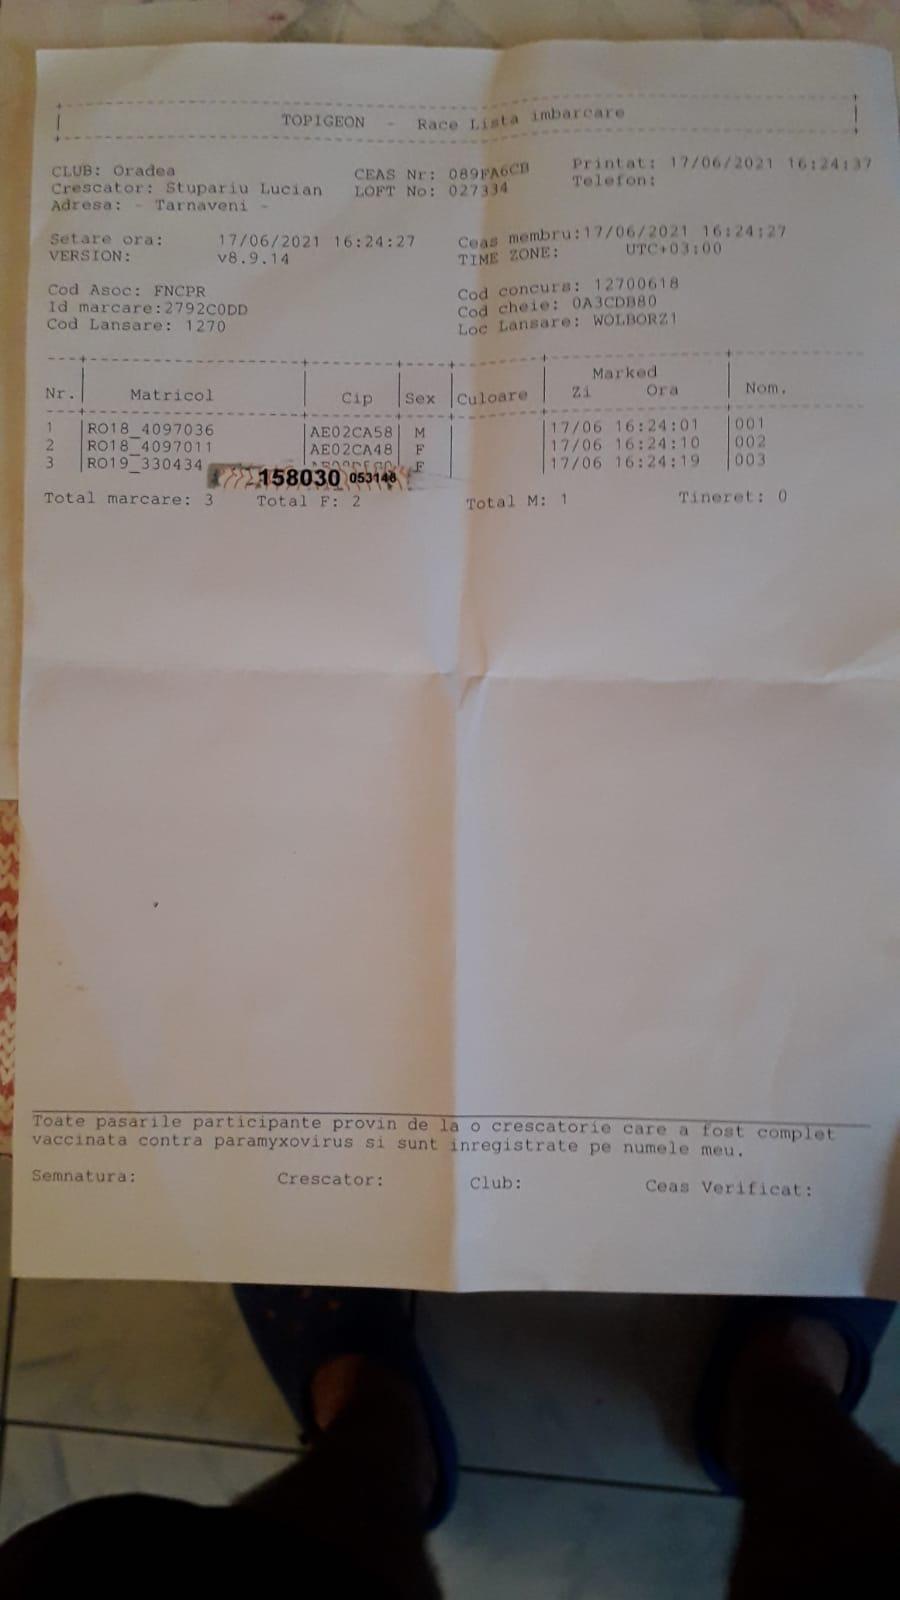 TOPIGEON - Race Lista imbarcare
CLUB: Oradea CEAS Nr: 089FA6CB Printat: 17/06/2021 16:24:37
Crescator: Stupariu Lucian LOFT No: 027334 Telefon:
Adresa: - Tarnaveni -
Setare ora: 17/06/2021 16:24:27 Ceas membru:17/06/2021 16:24:27
VERSION: v8.9.14 TIME ZONE: UTC+03:00
Cod Asoc: FNCPR Cod concurs: 12700618
Id marcare:2792C0DD Cod cheie: 0A3CDB80
Cod Lansare: 1270 Loc Lansare: WOLBORZ1
Marked
Nr. Matricol Cip Sex Culoare Zi Ora Nom.
1 RO18_4097036 AE02CA58 M 17/06 16:24:01 001
2 RO18_4097011 AE02CA48 F 17/06 16:24:10 002
3 RO19_330434 F 17/06 16:24:19 003
158030 053148
Total marcare: 3 Total F: 2 Total M: 1 Tineret: 0
Toate pasarile participante provin de la o crescatorie care a fost complet
vaccinata contra paramyxovirus si sunt inregistrate pe numele meu.
Semnatura: Crescator: Club: Ceas Verificat: